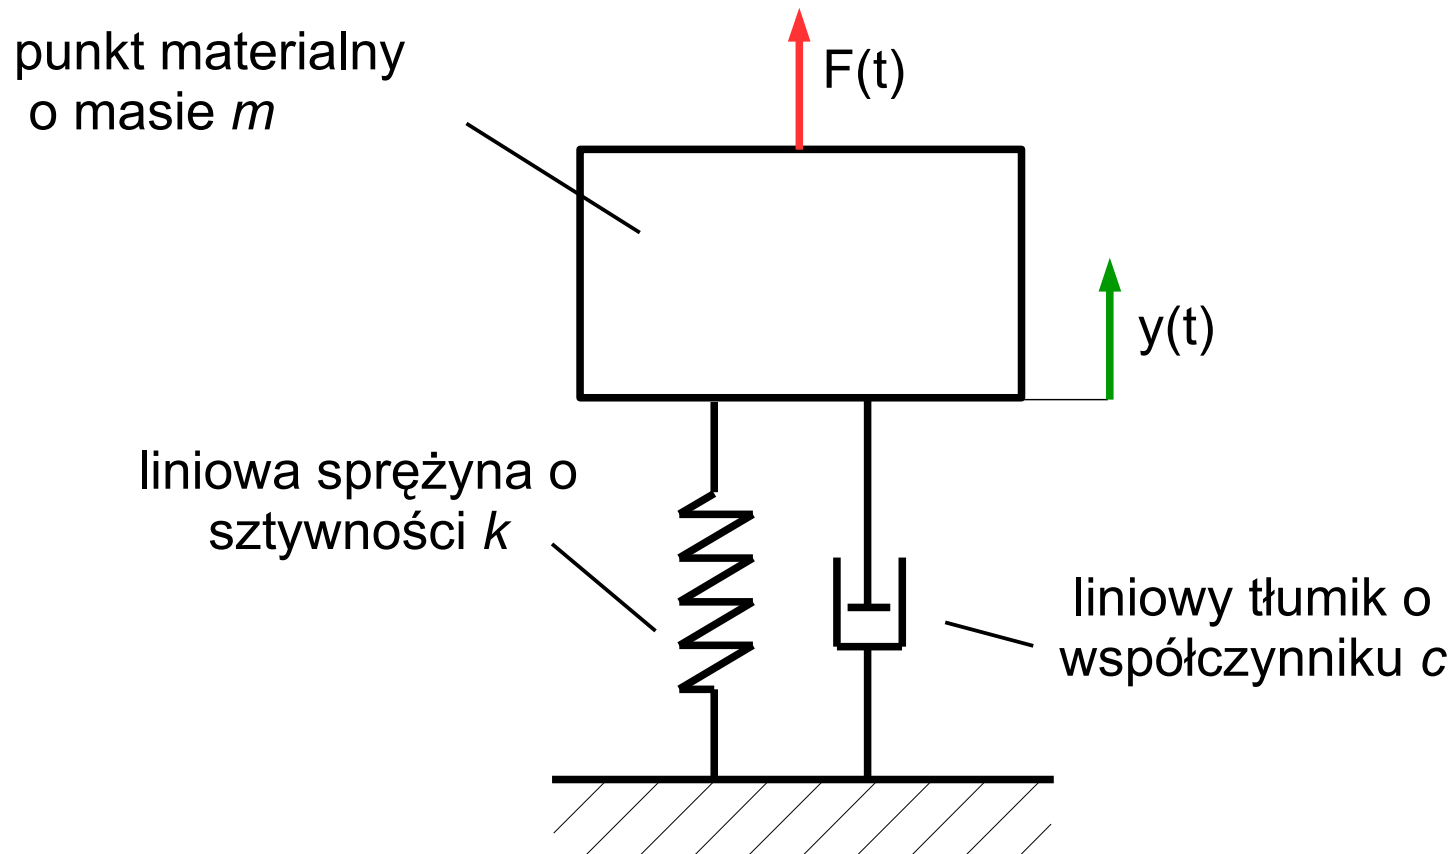 punkt materialny
o masie m
F(t)
y(t)
liniowa sprężyna o
sztywności k
liniowy tłumik o
współczynniku c